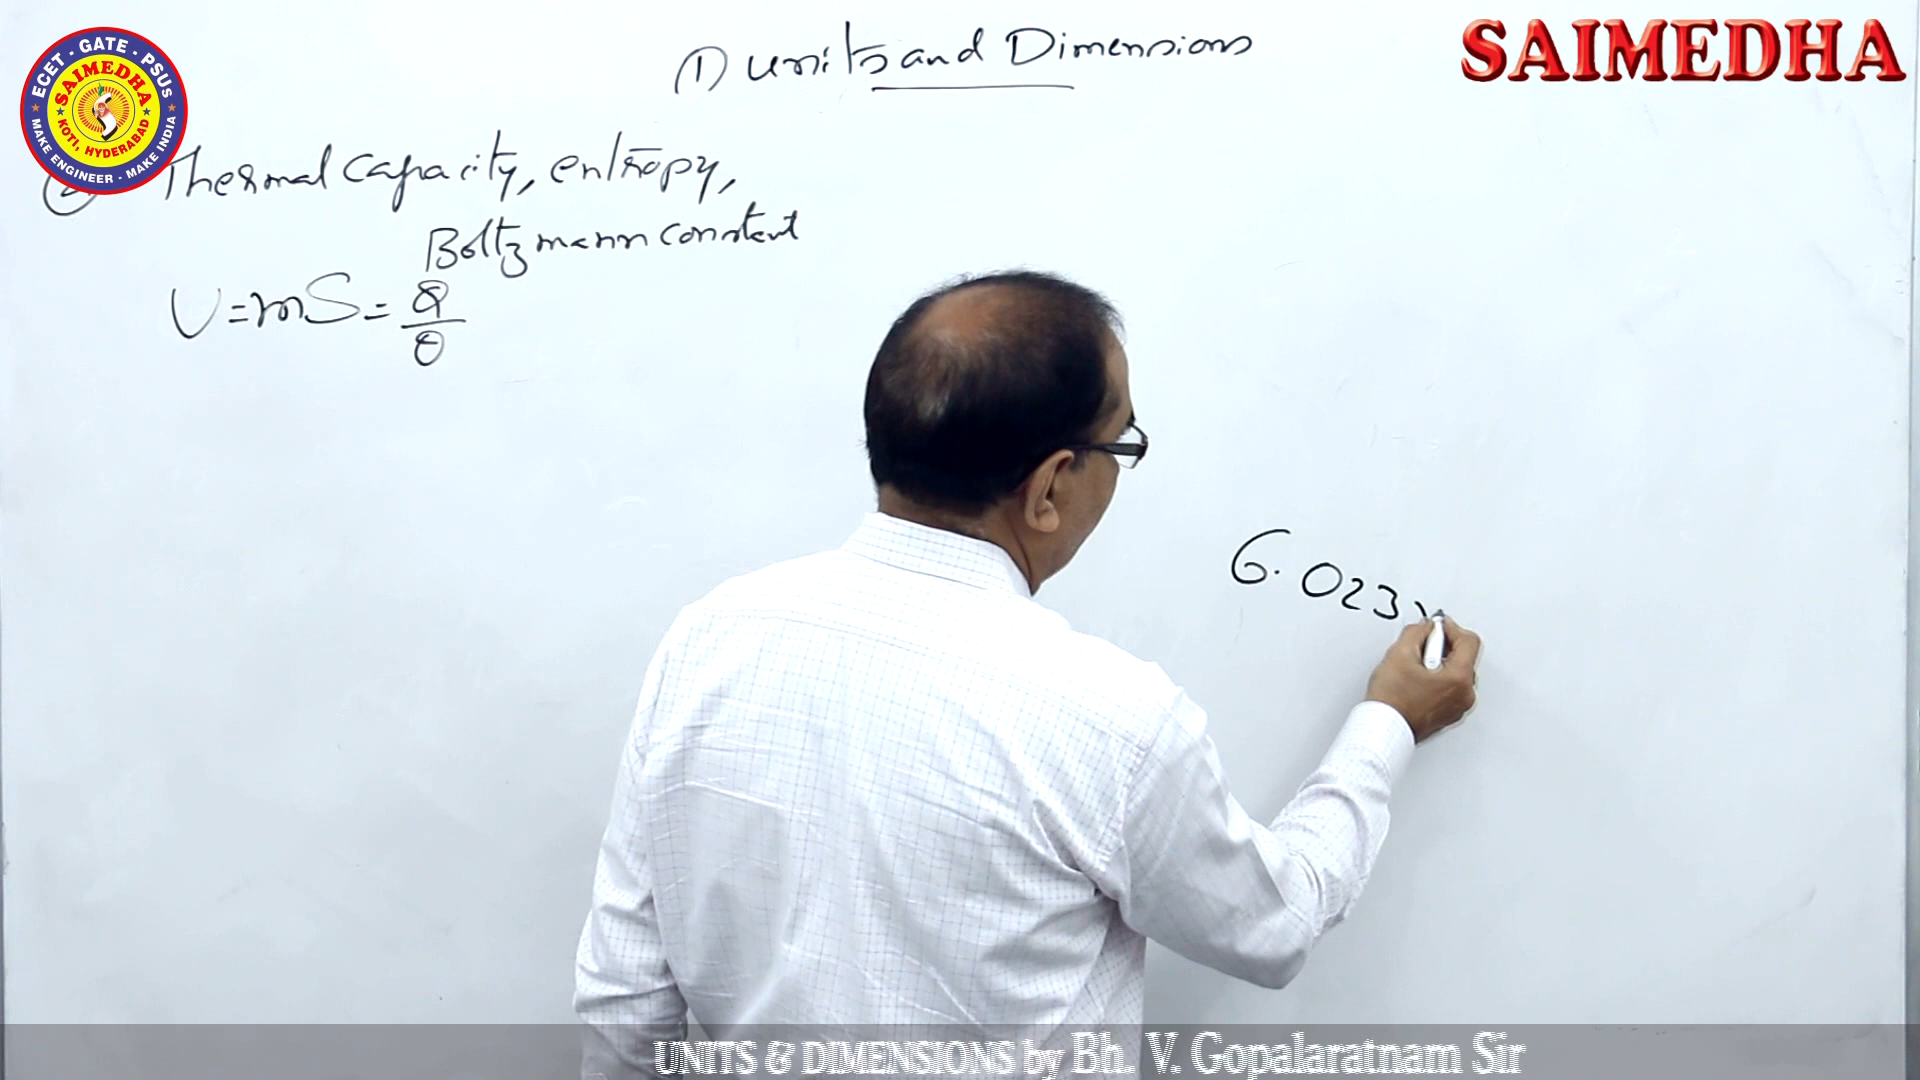 ECET · GATE · PSUS
SAIMEDHA
KOTI, HYDERABAD
MAKE ENGINEER - MAKE INDIA
SAIMEDHA
1) units and Dimensions
Thermal capacity, entropy,
Boltzmann constant
U = mS = Q/θ
6.023×
UNITS & DIMENSIONS by Bh. V. Gopalaratnam Sir